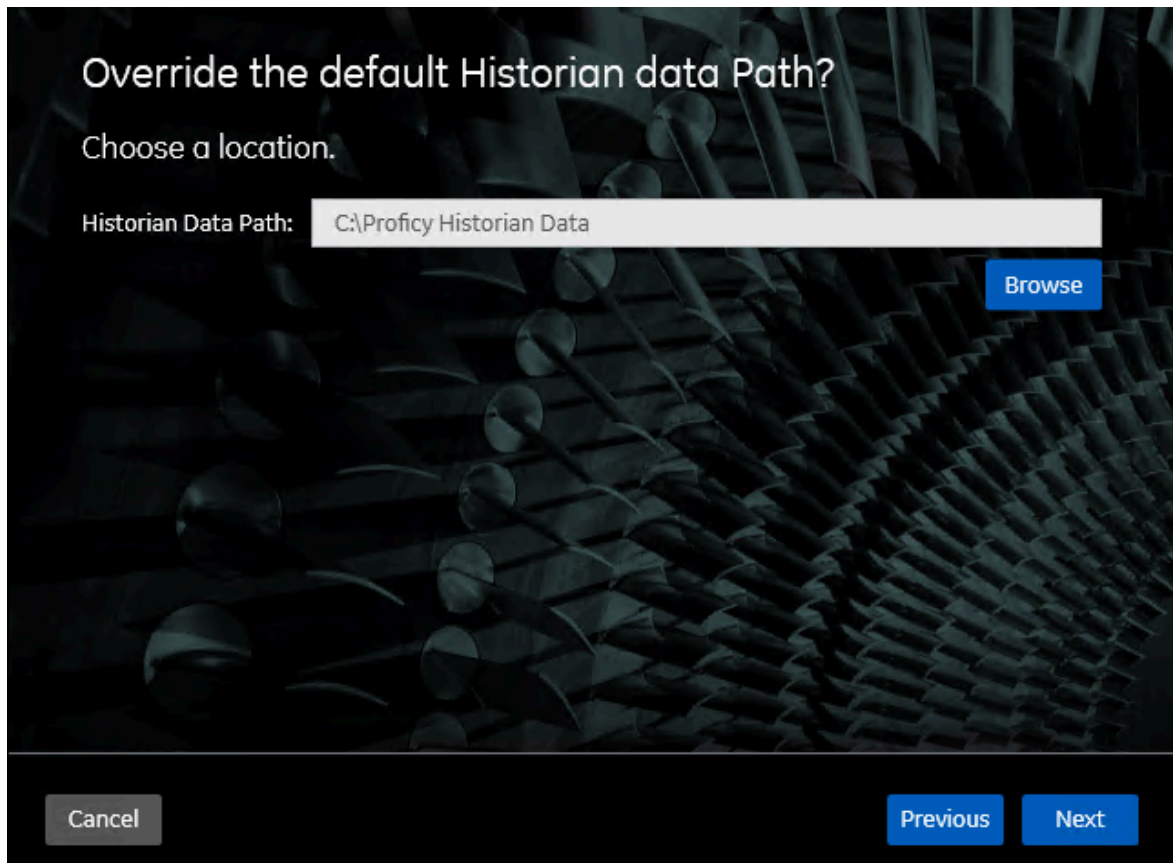 Override the default Historian data Path?
Choose a location.
Historian Data Path: C:\Proficy Historian Data
Browse
Cancel Previous Next